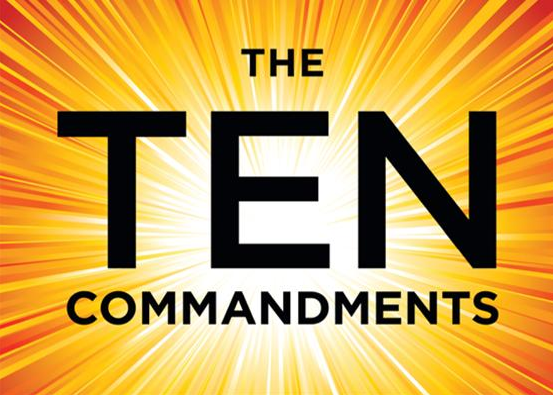 THE
TEN
COMMANDMENTS